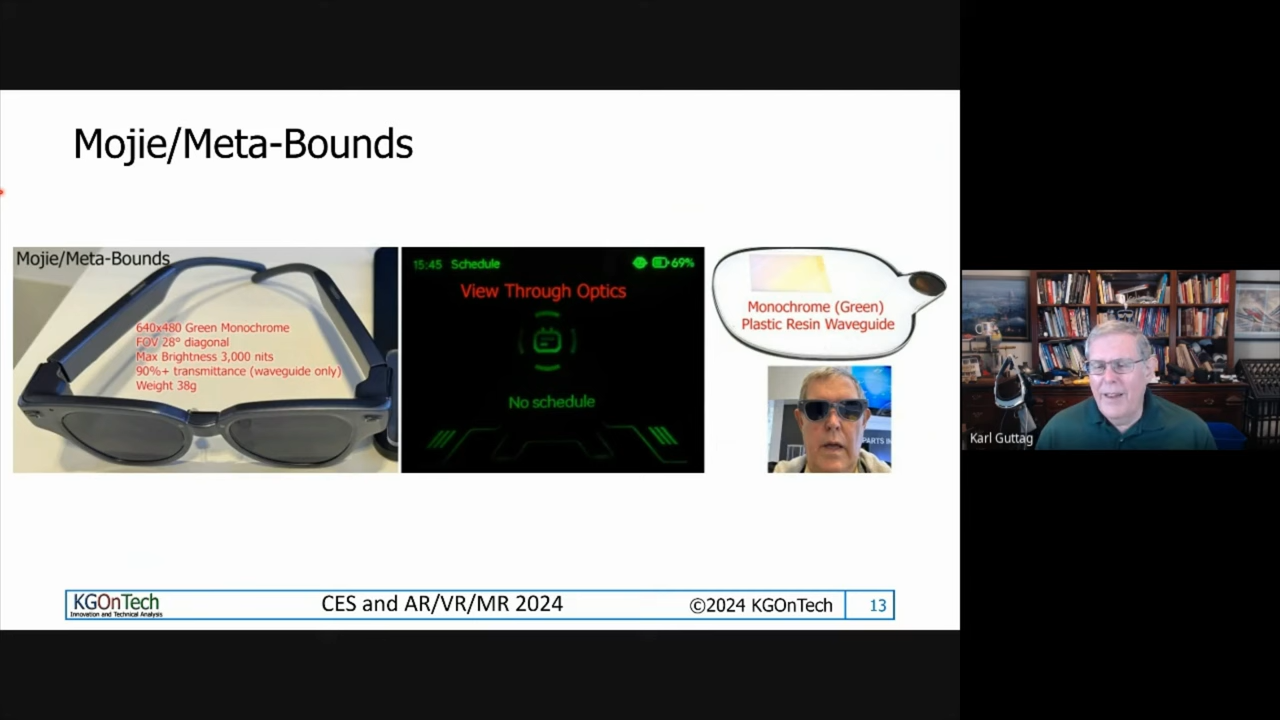 Mojie/Meta-Bounds
Mojie/Meta-Bounds
640x480 Green Monochrome
FOV 28° diagonal
Max Brightness 3,000 nits
90%+ transmittance (waveguide only)
Weight 38g
15:45 Schedule
69%
View Through Optics
No schedule
Monochrome (Green)
Plastic Resin Waveguide
PARTS
Karl Guttag
KGOnTech
Innovation and Technical Analysis
CES and AR/VR/MR 2024
©2024 KGOnTech
13